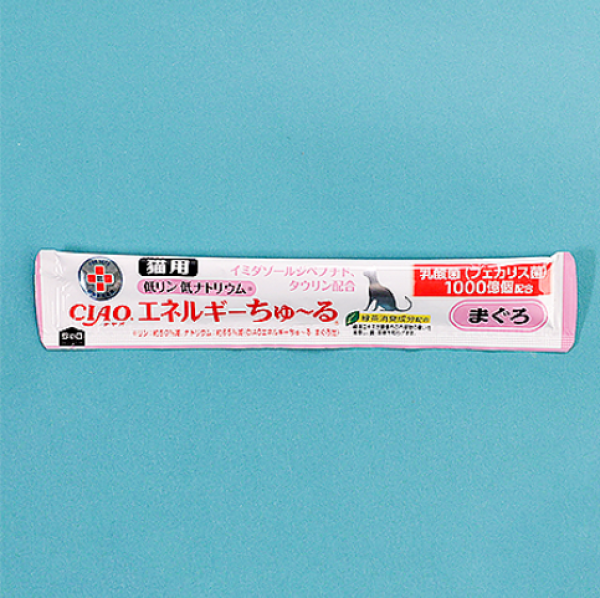 猫用
イミダゾールジペプチド、
タウリン配合
乳酸菌(フェカリス菌)
1000億個配合
低リン 低ナトリウム※
CIAO エネルギーちゅ～る
まぐろ
緑茶消臭成分配合